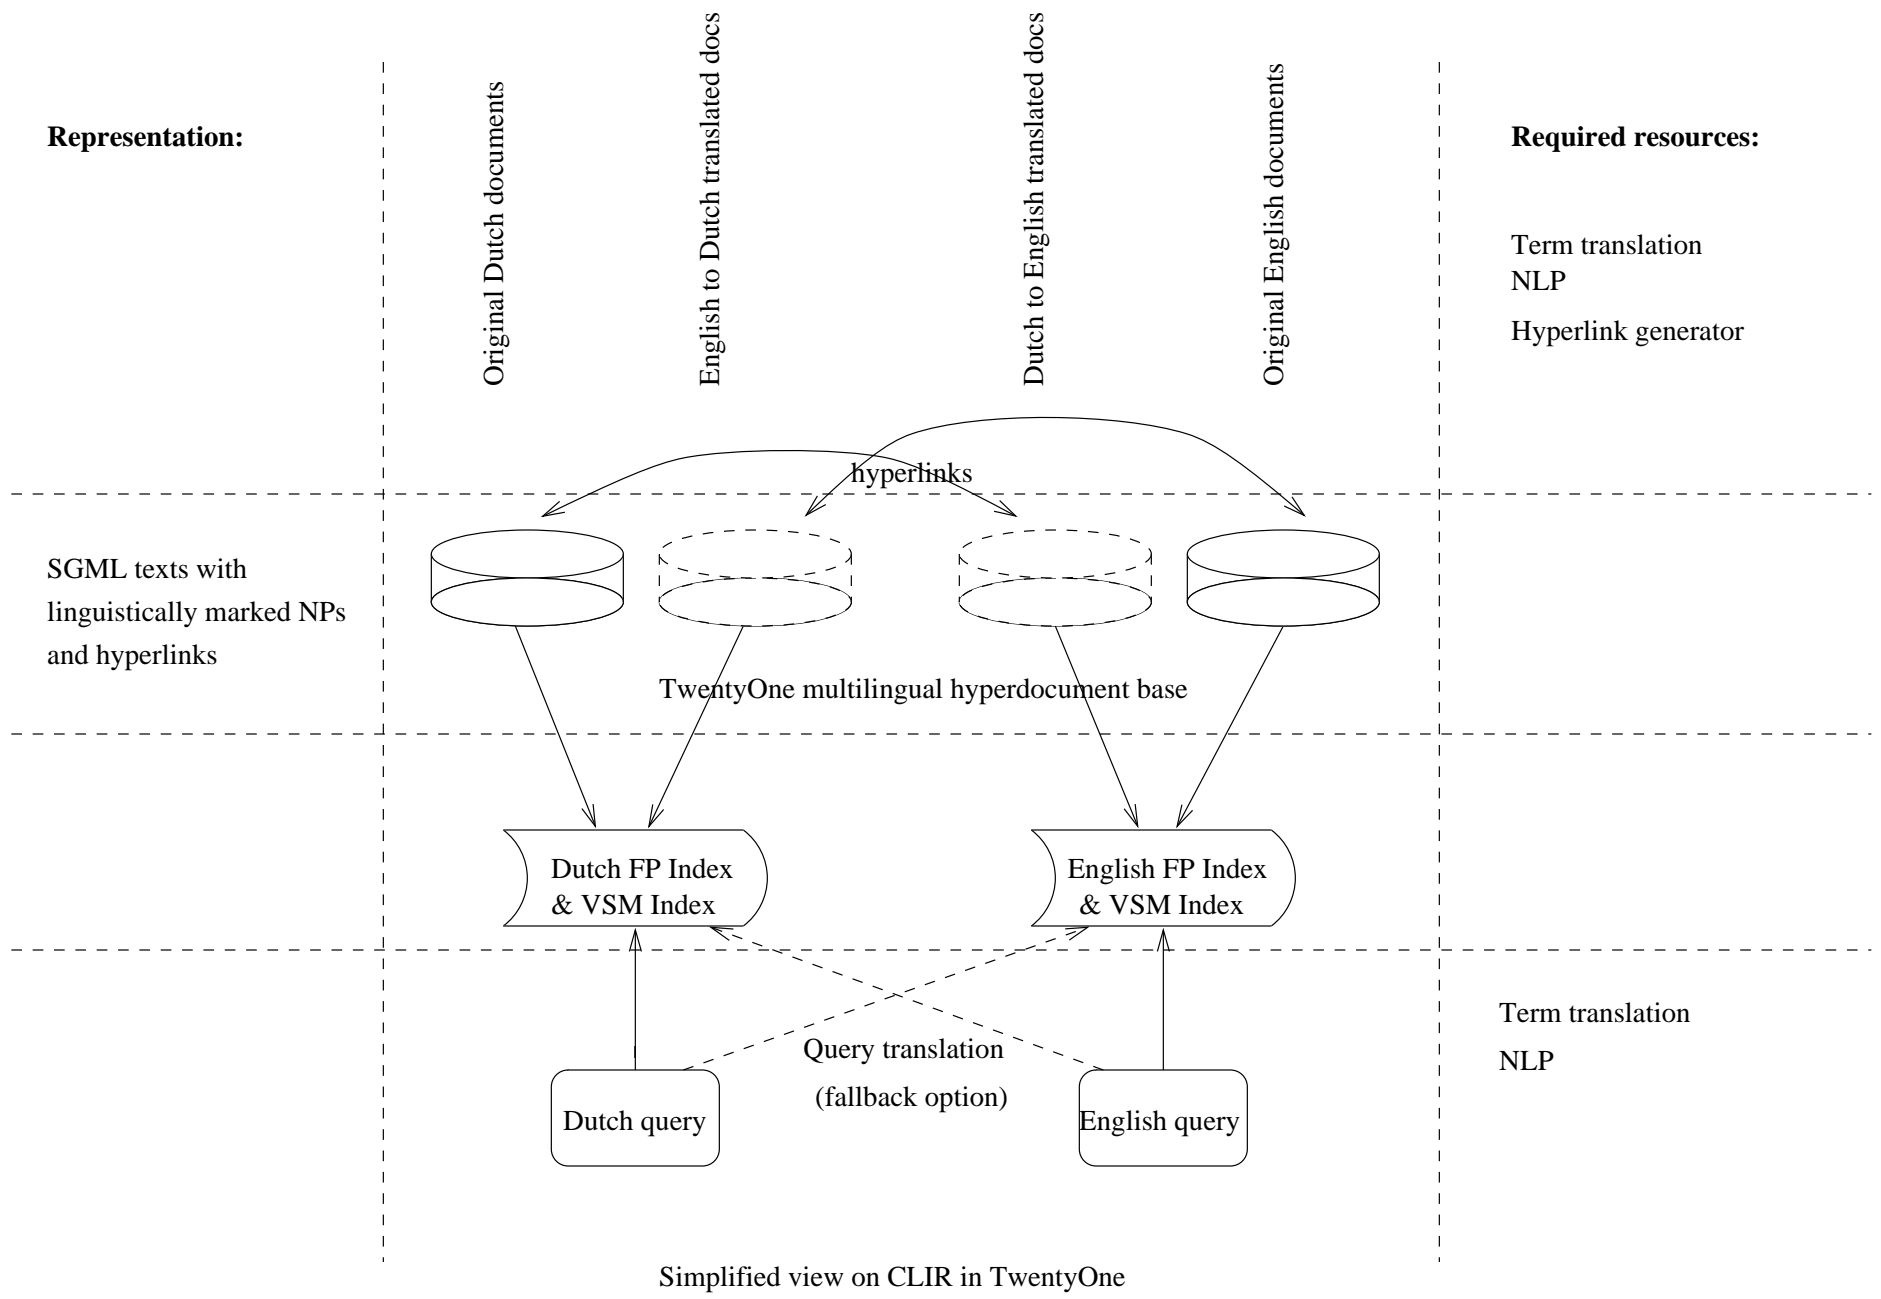 Representation:
Original Dutch documents
English to Dutch translated docs
Dutch to English translated docs
Original English documents
Required resources:
Term translation
NLP
Hyperlink generator
hyperlinks
SGML texts with
linguistically marked NPs
and hyperlinks
TwentyOne multilingual hyperdocument base
Dutch FP Index
& VSM Index
English FP Index
& VSM Index
Query translation
(fallback option)
Dutch query
English query
Term translation
NLP
Simplified view on CLIR in TwentyOne